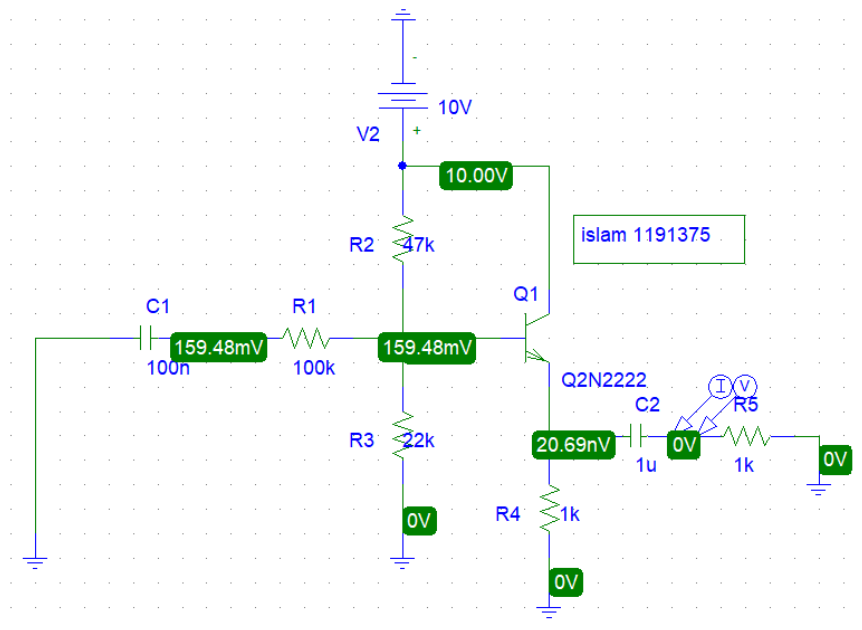 -
10V
V2
+
10.00V
R2
47k
islam 1191375
Q1
C1
R1
159.48mV
159.48mV
100n
100k
Q2N2222
I
V
C2
R5
R3
22k
20.69nV
0V
0V
1u
1k
R4
1k
0V
0V